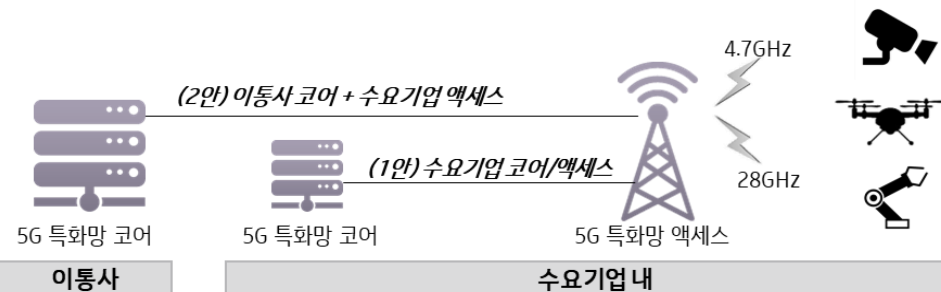 4.7GHz
(2안) 이통사 코어 + 수요기업 액세스
(1안) 수요기업 코어/액세스
28GHz
5G 특화망 코어
5G 특화망 코어
5G 특화망 액세스
이통사
수요기업 내